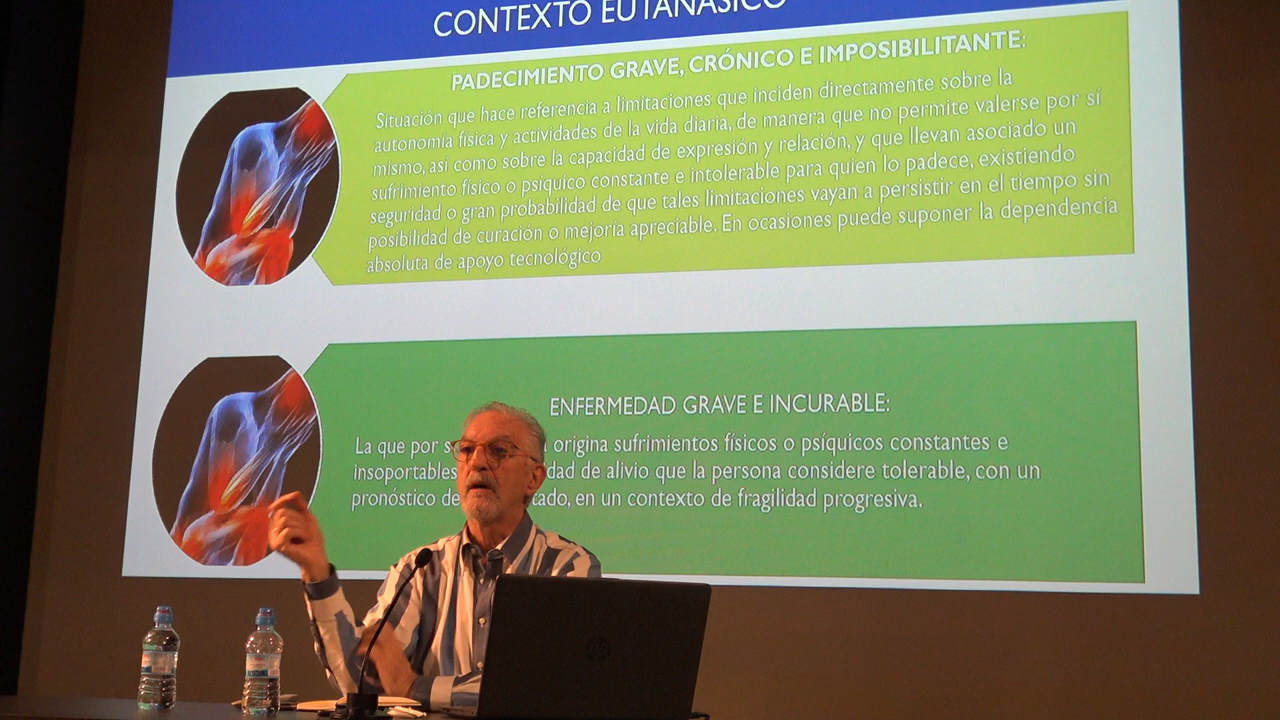 CONTEXTO EUTANÁSICO
PADECIMIENTO GRAVE, CRÓNICO E IMPOSIBILITANTE:
Situación que hace referencia a limitaciones que inciden directamente sobre la
autonomía física y actividades de la vida diaria, de manera que no permite valerse por sí
mismo, así como sobre la capacidad de expresión y relación, y que llevan asociado un
sufrimiento físico o psíquico constante e intolerable para quien lo padece, existiendo
seguridad o gran probabilidad de que tales limitaciones vayan a persistir en el tiempo sin
posibilidad de curación o mejoría apreciable. En ocasiones puede suponer la dependencia
absoluta de apoyo tecnológico
ENFERMEDAD GRAVE E INCURABLE:
La que por origina sufrimientos físicos o psíquicos constantes e
insoportables de alivio que la persona considere tolerable, con un
pronóstico de en un contexto de fragilidad progresiva.
hp